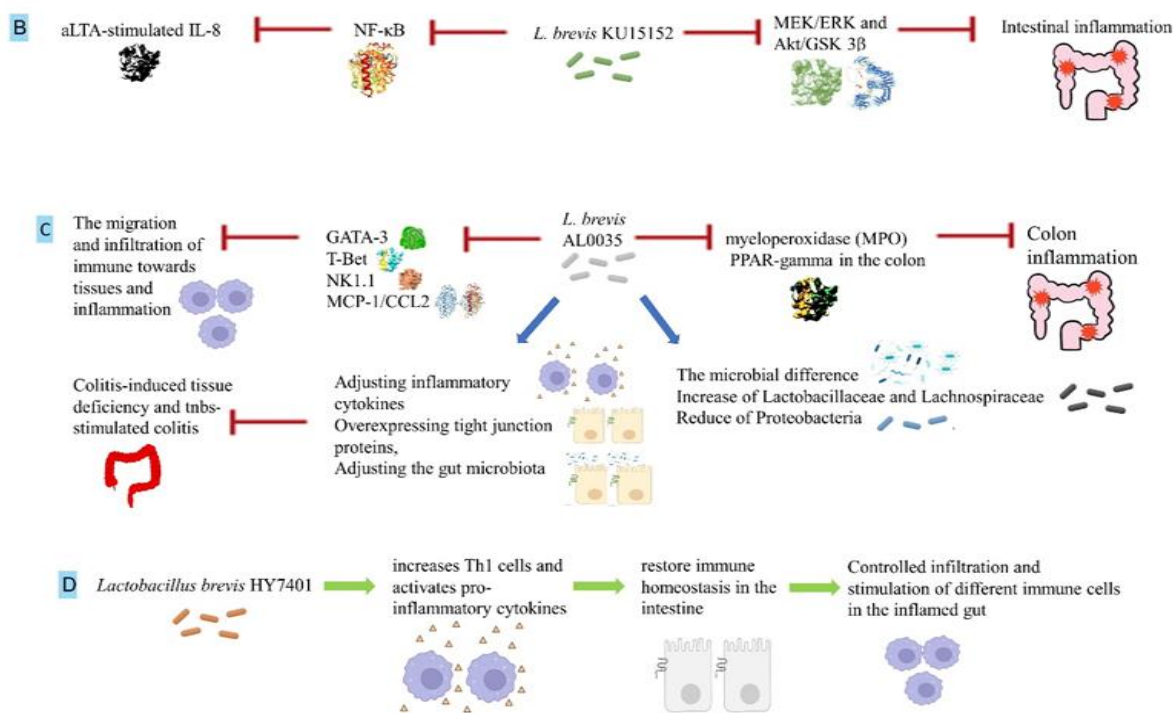 B
aLTA-stimulated IL-8
NF-κB
L. brevis KU15152
MEK/ERK and
Akt/GSK 3β
Intestinal inflammation
C
The migration
and infiltration of
immune towards
tissues and
inflammation
GATA-3
T-Bet
NK1.1
MCP-1/CCL2
L. brevis
AL0035
myeloperoxidase (MPO)
PPAR-gamma in the colon
Colon
inflammation
Colitis-induced tissue
deficiency and tnbs-
stimulated colitis
Adjusting inflammatory
cytokines
Overexpressing tight junction
proteins,
Adjusting the gut microbiota
The microbial difference
Increase of Lactobacillaceae and Lachnospiraceae
Reduce of Proteobacteria
D
Lactobacillus brevis HY7401
increases Th1 cells and
activates pro-
inflammatory cytokines
restore immune
homeostasis in the
intestine
Controlled infiltration and
stimulation of different immune cells
in the inflamed gut